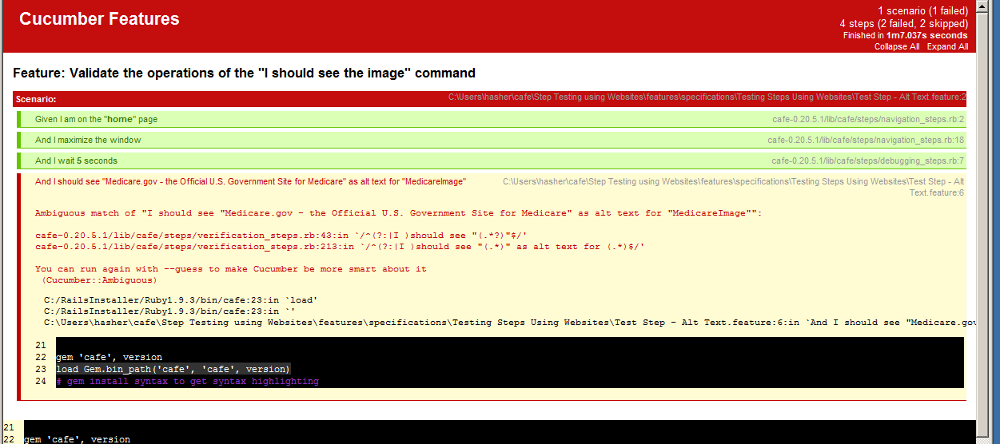 Cucumber Features
1 scenario (1 failed)
4 steps (2 failed, 2 skipped)
Finished in 1m7.037s seconds
Collapse All Expand All
Feature: Validate the operations of the "I should see the image" command
Scenario:
C:\Users\hasher\cafe\Step Testing using Websites\features\specifications\Testing Steps Using Websites\Test Step - Alt Text.feature:2
Given I am on the "home" page
cafe-0.20.5.1/lib/cafe/steps/navigation_steps.rb:2
And I maximize the window
cafe-0.20.5.1/lib/cafe/steps/navigation_steps.rb:18
And I wait 5 seconds
cafe-0.20.5.1/lib/cafe/steps/debugging_steps.rb:7
And I should see "Medicare.gov - the Official U.S. Government Site for Medicare" as alt text for "MedicareImage"
C:\Users\hasher\cafe\Step Testing using Websites\features\specifications\Testing Steps Using Websites\Test Step - Alt
Text.feature:6
Ambiguous match of "I should see "Medicare.gov - the Official U.S. Government Site for Medicare" as alt text for "MedicareImage"":
cafe-0.20.5.1/lib/cafe/steps/verification_steps.rb:43:in `/^(?:|I )should see "(.*?)"$/'
cafe-0.20.5.1/lib/cafe/steps/verification_steps.rb:213:in `/^(?:|I )should see "(.*)" as alt text for (.*)$/'
You can run again with --guess to make Cucumber be more smart about it
(Cucumber::Ambiguous)
C:/RailsInstaller/Ruby1.9.3/bin/cafe:23:in `load'
C:/RailsInstaller/Ruby1.9.3/bin/cafe:23:in `'
C:\Users\hasher\cafe\Step Testing using Websites\features\specifications\Testing Steps Using Websites\Test Step - Alt Text.feature:6:in `And I should see "Medicare.gov
21
22 gem 'cafe', version
23 load Gem.bin_path('cafe', 'cafe', version)
24 # gem install syntax to get syntax highlighting
21
22 gem 'cafe', version